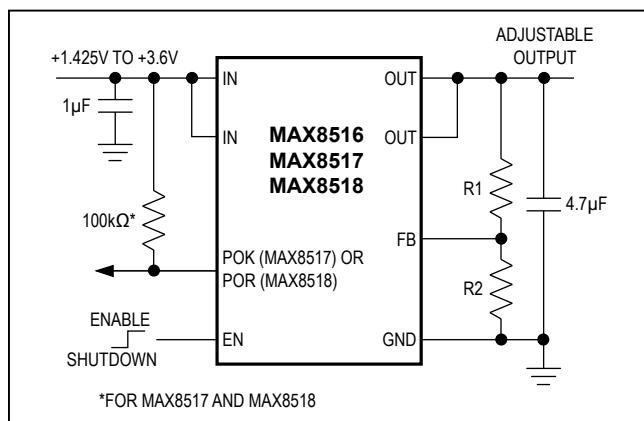 +1.425V TO +3.6V
1µF
100kΩ*
IN
IN
MAX8516
MAX8517
MAX8518
POK (MAX8517) OR
POR (MAX8518)
EN
OUT
OUT
FB
GND
ADJUSTABLE
OUTPUT
R1
4.7µF
R2
ENABLE
SHUTDOWN
*FOR MAX8517 AND MAX8518